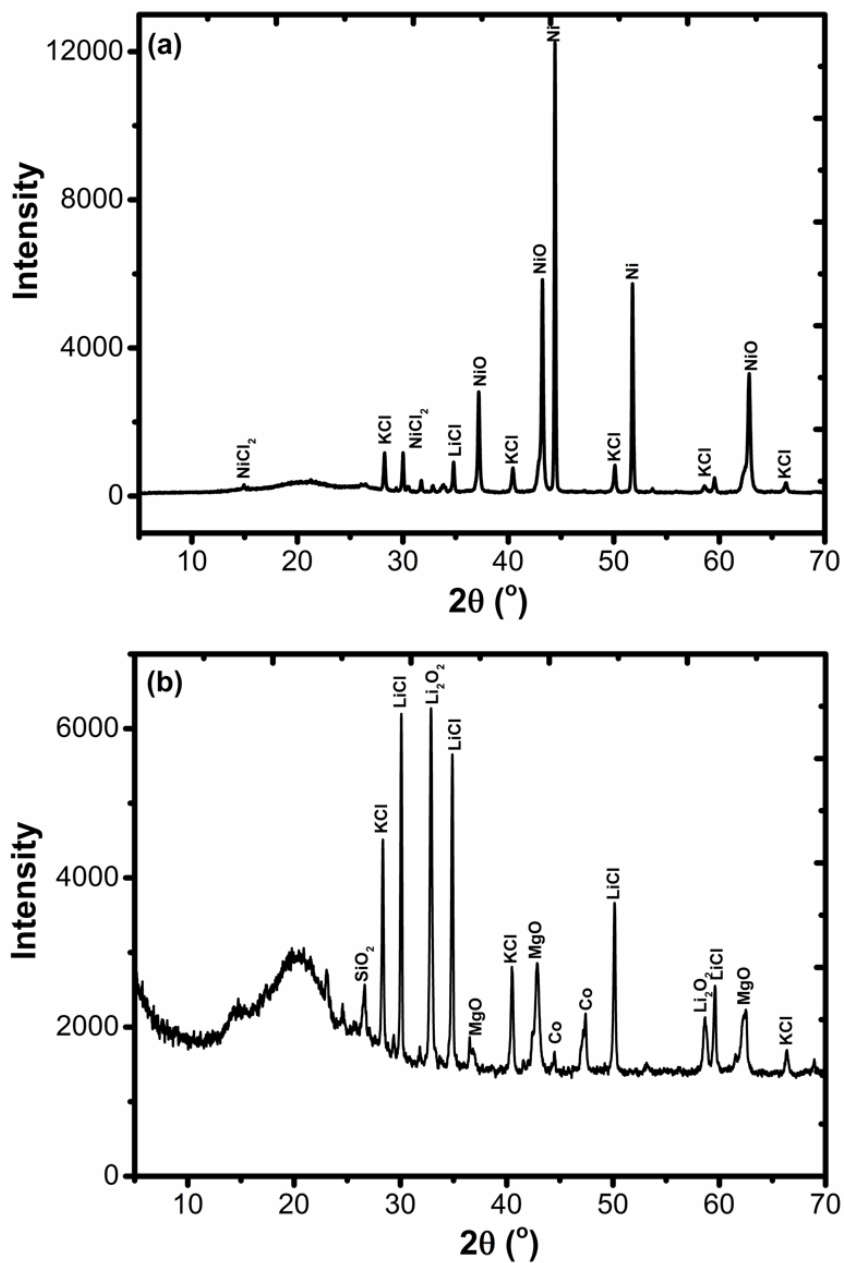 (a)
Intensity
12000
8000
4000
0
NiCl₂
KCl
NiCl₂
LiCl
NiO
KCl
NiO
Ni
KCl
Ni
KCl
NiO
KCl
10 20 30 40 50 60 70
2θ (°)
(b)
Intensity
6000
4000
2000
0
SiO₂
KCl
LiCl
Li₂O₂
LiCl
MgO
KCl
MgO
Co
Co
LiCl
Li₂O₂
LiCl
MgO
KCl
10 20 30 40 50 60 70
2θ (°)